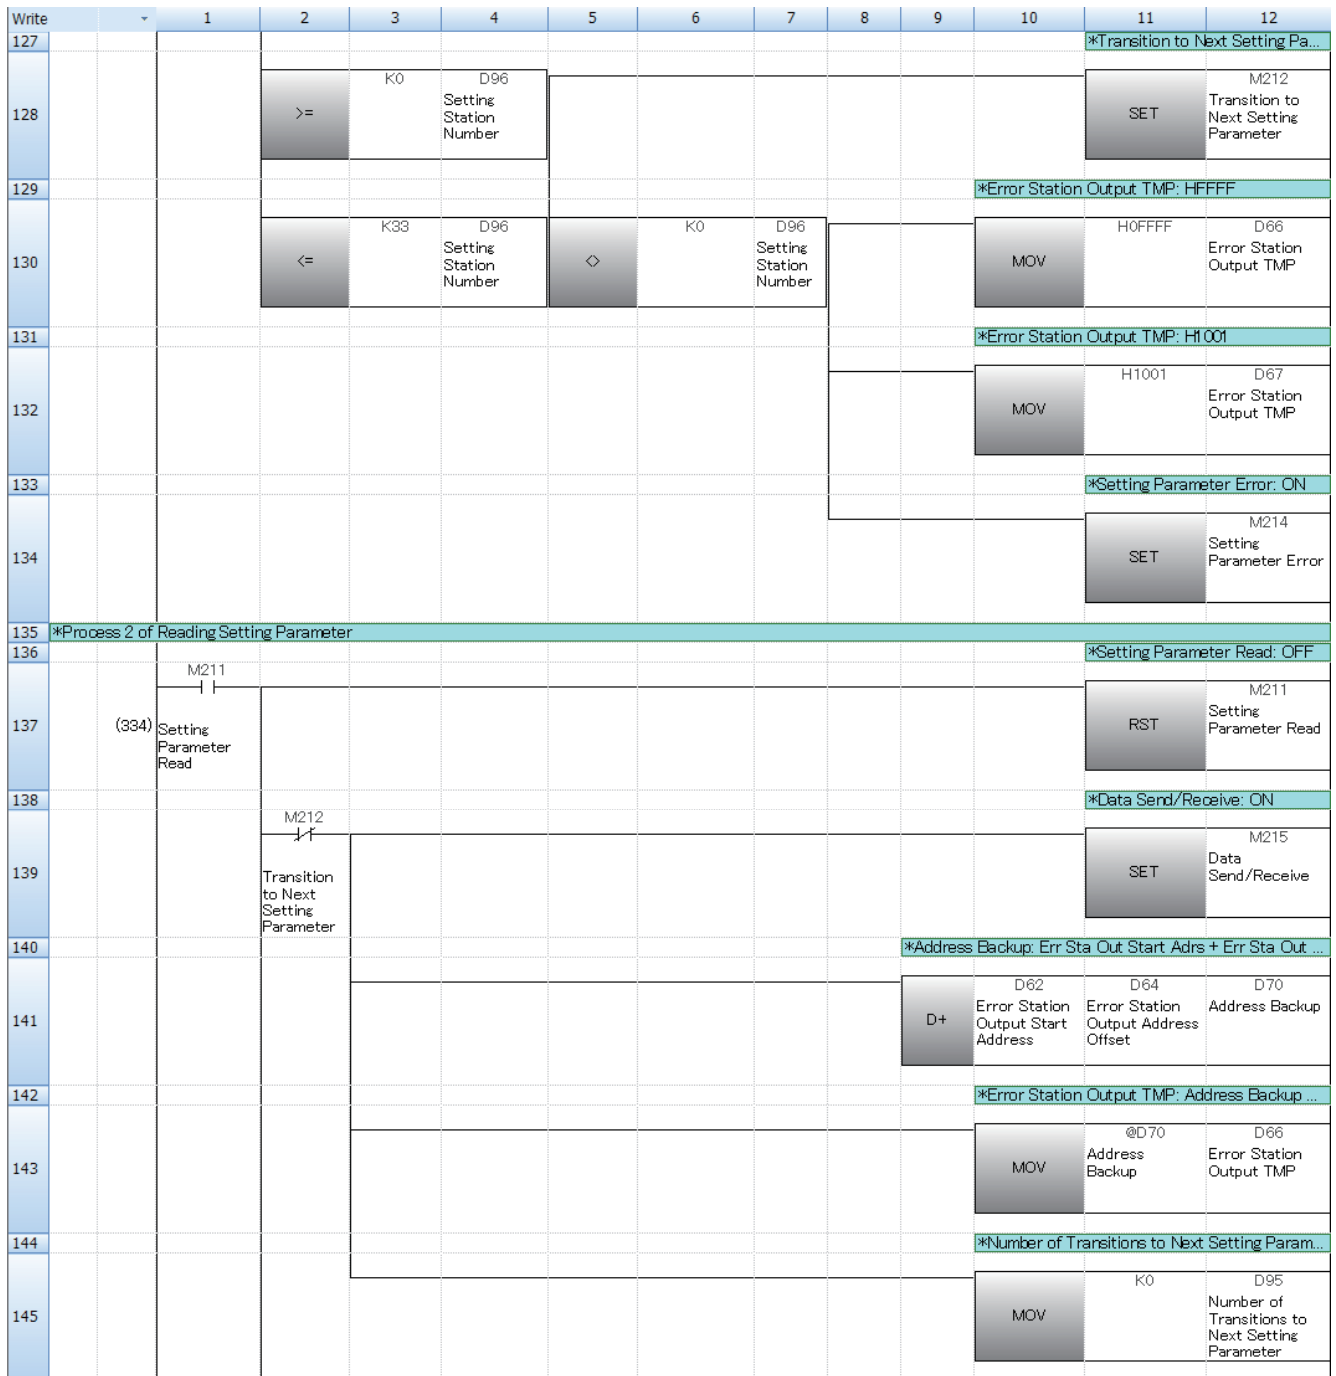 Write 1 2 3 4 5 6 7 8 9 10 11 12
127 *Transition to Next Setting Pa...
128 >= K0 D96 SET M212
Setting Transition to
Station Next Setting
Number Parameter
129 *Error Station Output TMP: HFFFF
130 <= K33 D96 <> K0 D96 MOV H0FFFF D66
Setting Setting Error Station
Station Station Output TMP
Number Number
131 *Error Station Output TMP: H1001
132 MOV H1001 D67
Error Station
Output TMP
133 *Setting Parameter Error: ON
134 SET M214
Setting
Parameter Error
135 *Process 2 of Reading Setting Parameter
136 *Setting Parameter Read: OFF
137 (334) M211 RST M211
Setting Setting
Parameter Parameter Read
Read
138 *Data Send/Receive: ON
139 M212 SET M215
Transition Data
to Next Send/Receive
Setting
Parameter
140 *Address Backup: Err Sta Out Start Adrs + Err Sta Out ...
141 D+ D62 D64 D70
Error Station Error Station Address Backup
Output Start Output Address
Address Offset
142 *Error Station Output TMP: Address Backup ...
143 MOV @D70 D66
Address Error Station
Backup Output TMP
144 *Number of Transitions to Next Setting Param...
145 MOV K0 D95
Number of
Transitions to
Next Setting
Parameter